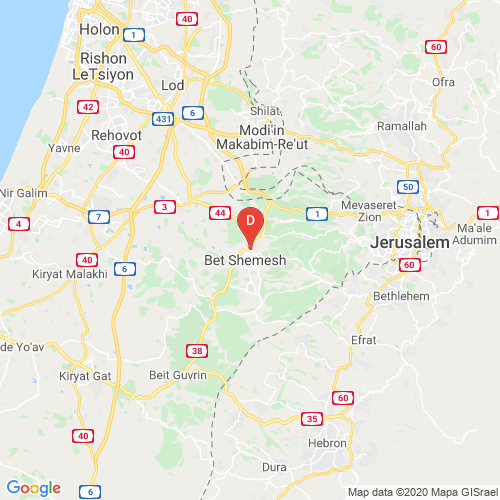 Holon
40
1
60
Rishon
LeTsiyon
Lod
Ofra
42
6
Shilat
431
Rehovot
Modi'in
Makabim-Re'ut
Ramallah
Yavne
40
Nir Galim
50
3
44
1
Mevaseret
Zion
1
4
7
D
Ma'ale
Adumim
Jerusalem
40
Bet Shemesh
60
6
Kiryat Malakhi
Bethlehem
Efrat
de Yo'av
38
Kiryat Gat
Beit Guvrin
60
35
40
Hebron
Dura
Google
6
Map data ©2020 Mapa GISrael